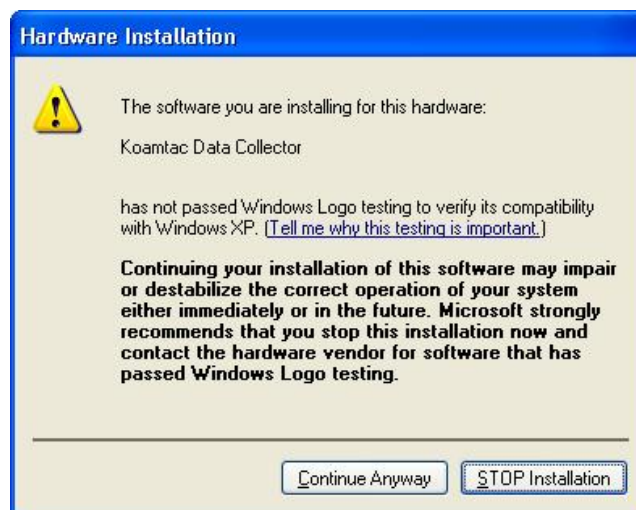 Hardware Installation
The software you are installing for this hardware:
Koamtac Data Collector
has not passed Windows Logo testing to verify its compatibility
with Windows XP. (Tell me why this testing is important.)
Continuing your installation of this software may impair
or destabilize the correct operation of your system
either immediately or in the future. Microsoft strongly
recommends that you stop this installation now and
contact the hardware vendor for software that has
passed Windows Logo testing.
Continue Anyway STOP Installation